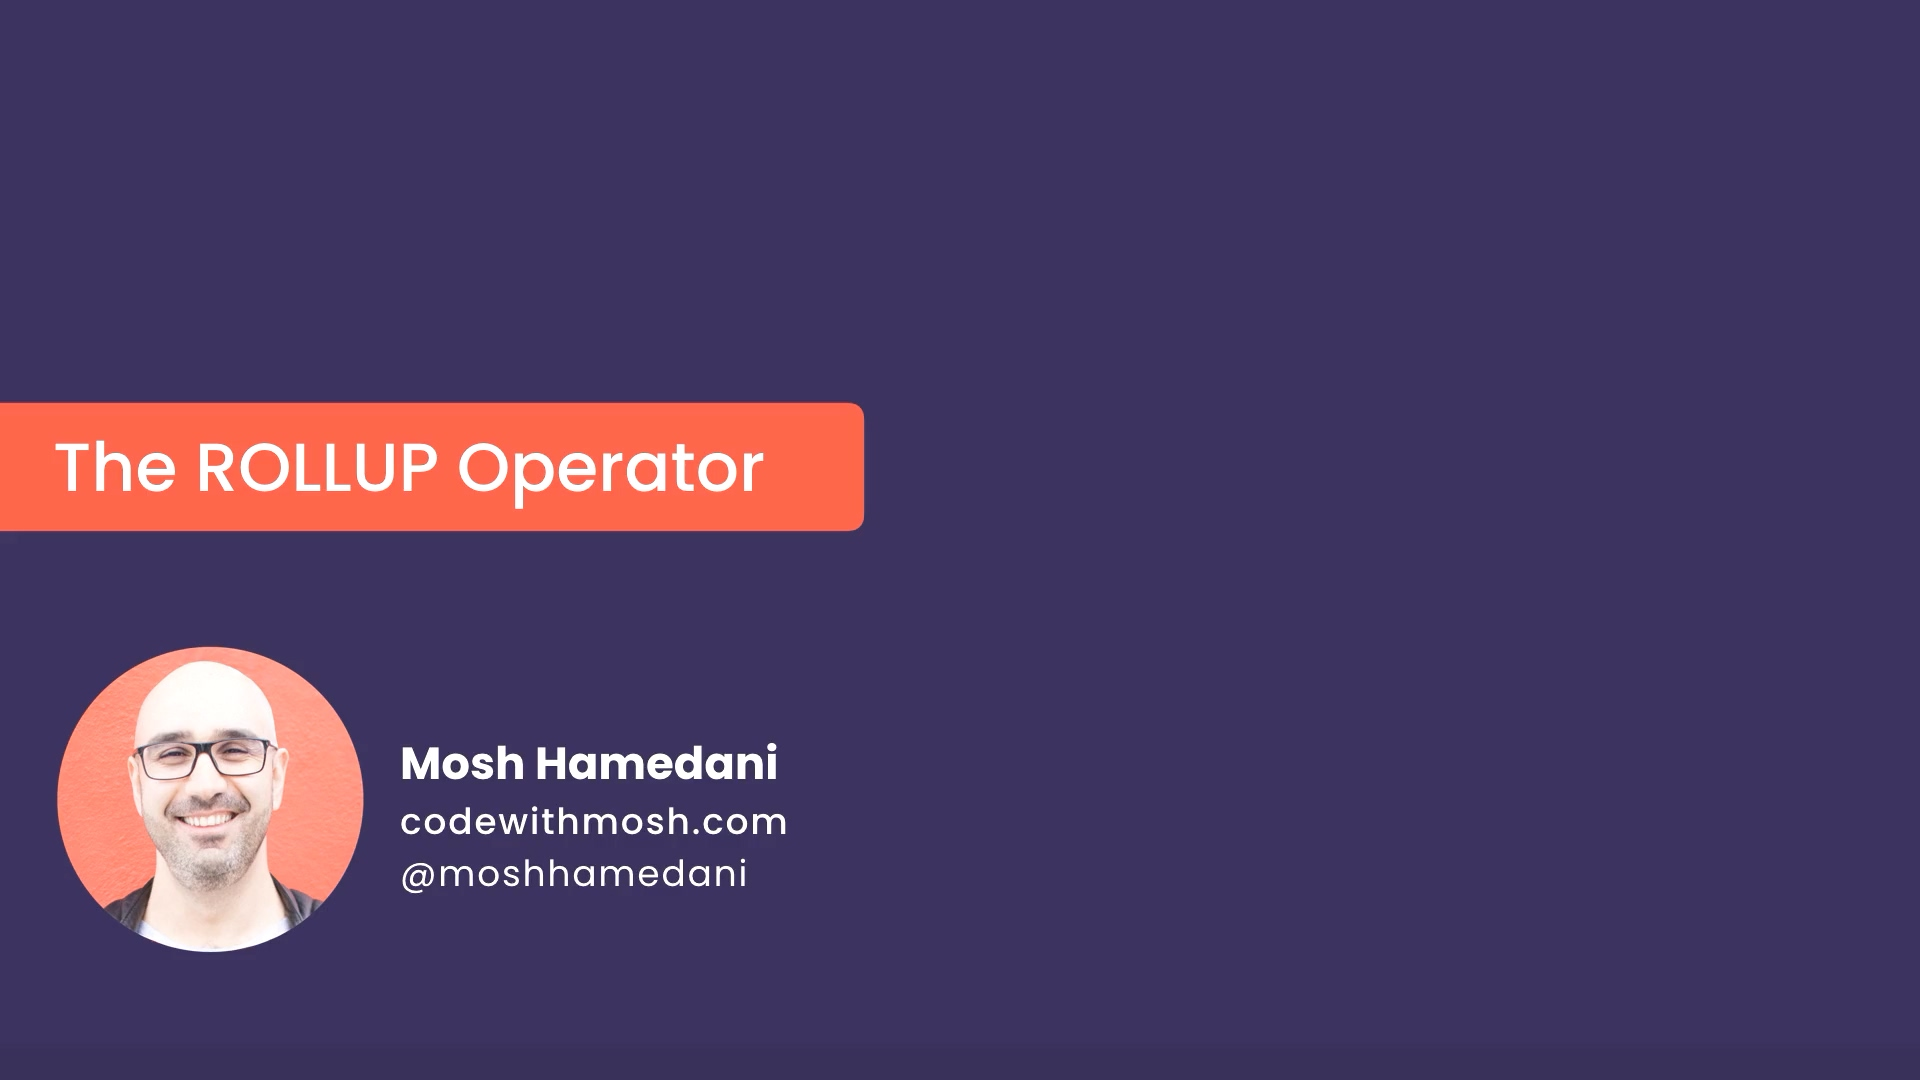 The ROLLUP Operator
Mosh Hamedani
codewithmosh.com
@moshhamedani